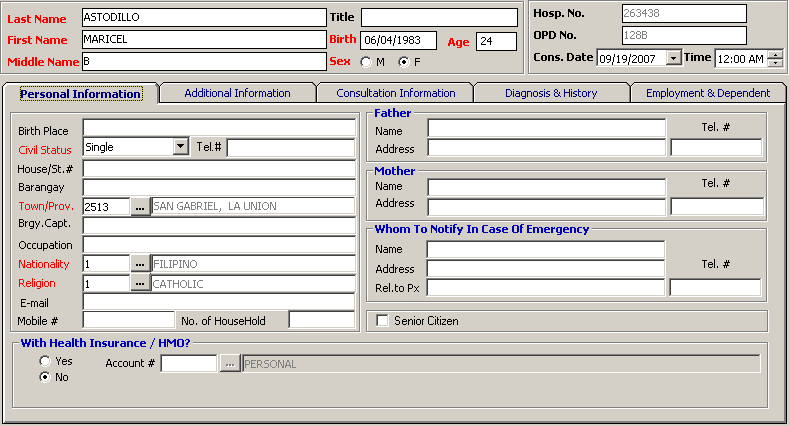 Last Name ASTODILLO Title Hosp. No. 263438
First Name MARICEL Birth 06/04/1983 Age 24 OPD No. 128B
Middle Name B Sex M F Cons. Date 09/19/2007 Time 12:00 AM
Personal Information Additional Information Consultation Information Diagnosis & History Employment & Dependent
Birth Place
Civil Status Single Tel.#
House/St.#
Barangay
Town/Prov. 2513 ... SAN GABRIEL, LA UNION
Brgy.Capt.
Occupation
Nationality 1 ... FILIPINO
Religion 1 ... CATHOLIC
E-mail
Mobile # No. of HouseHold
Father
Name Tel. #
Address
Mother
Name Tel. #
Address
Whom To Notify In Case Of Emergency
Name
Address Tel. #
Rel.to Px
Senior Citizen
With Health Insurance / HMO?
Yes Account # ... PERSONAL
No